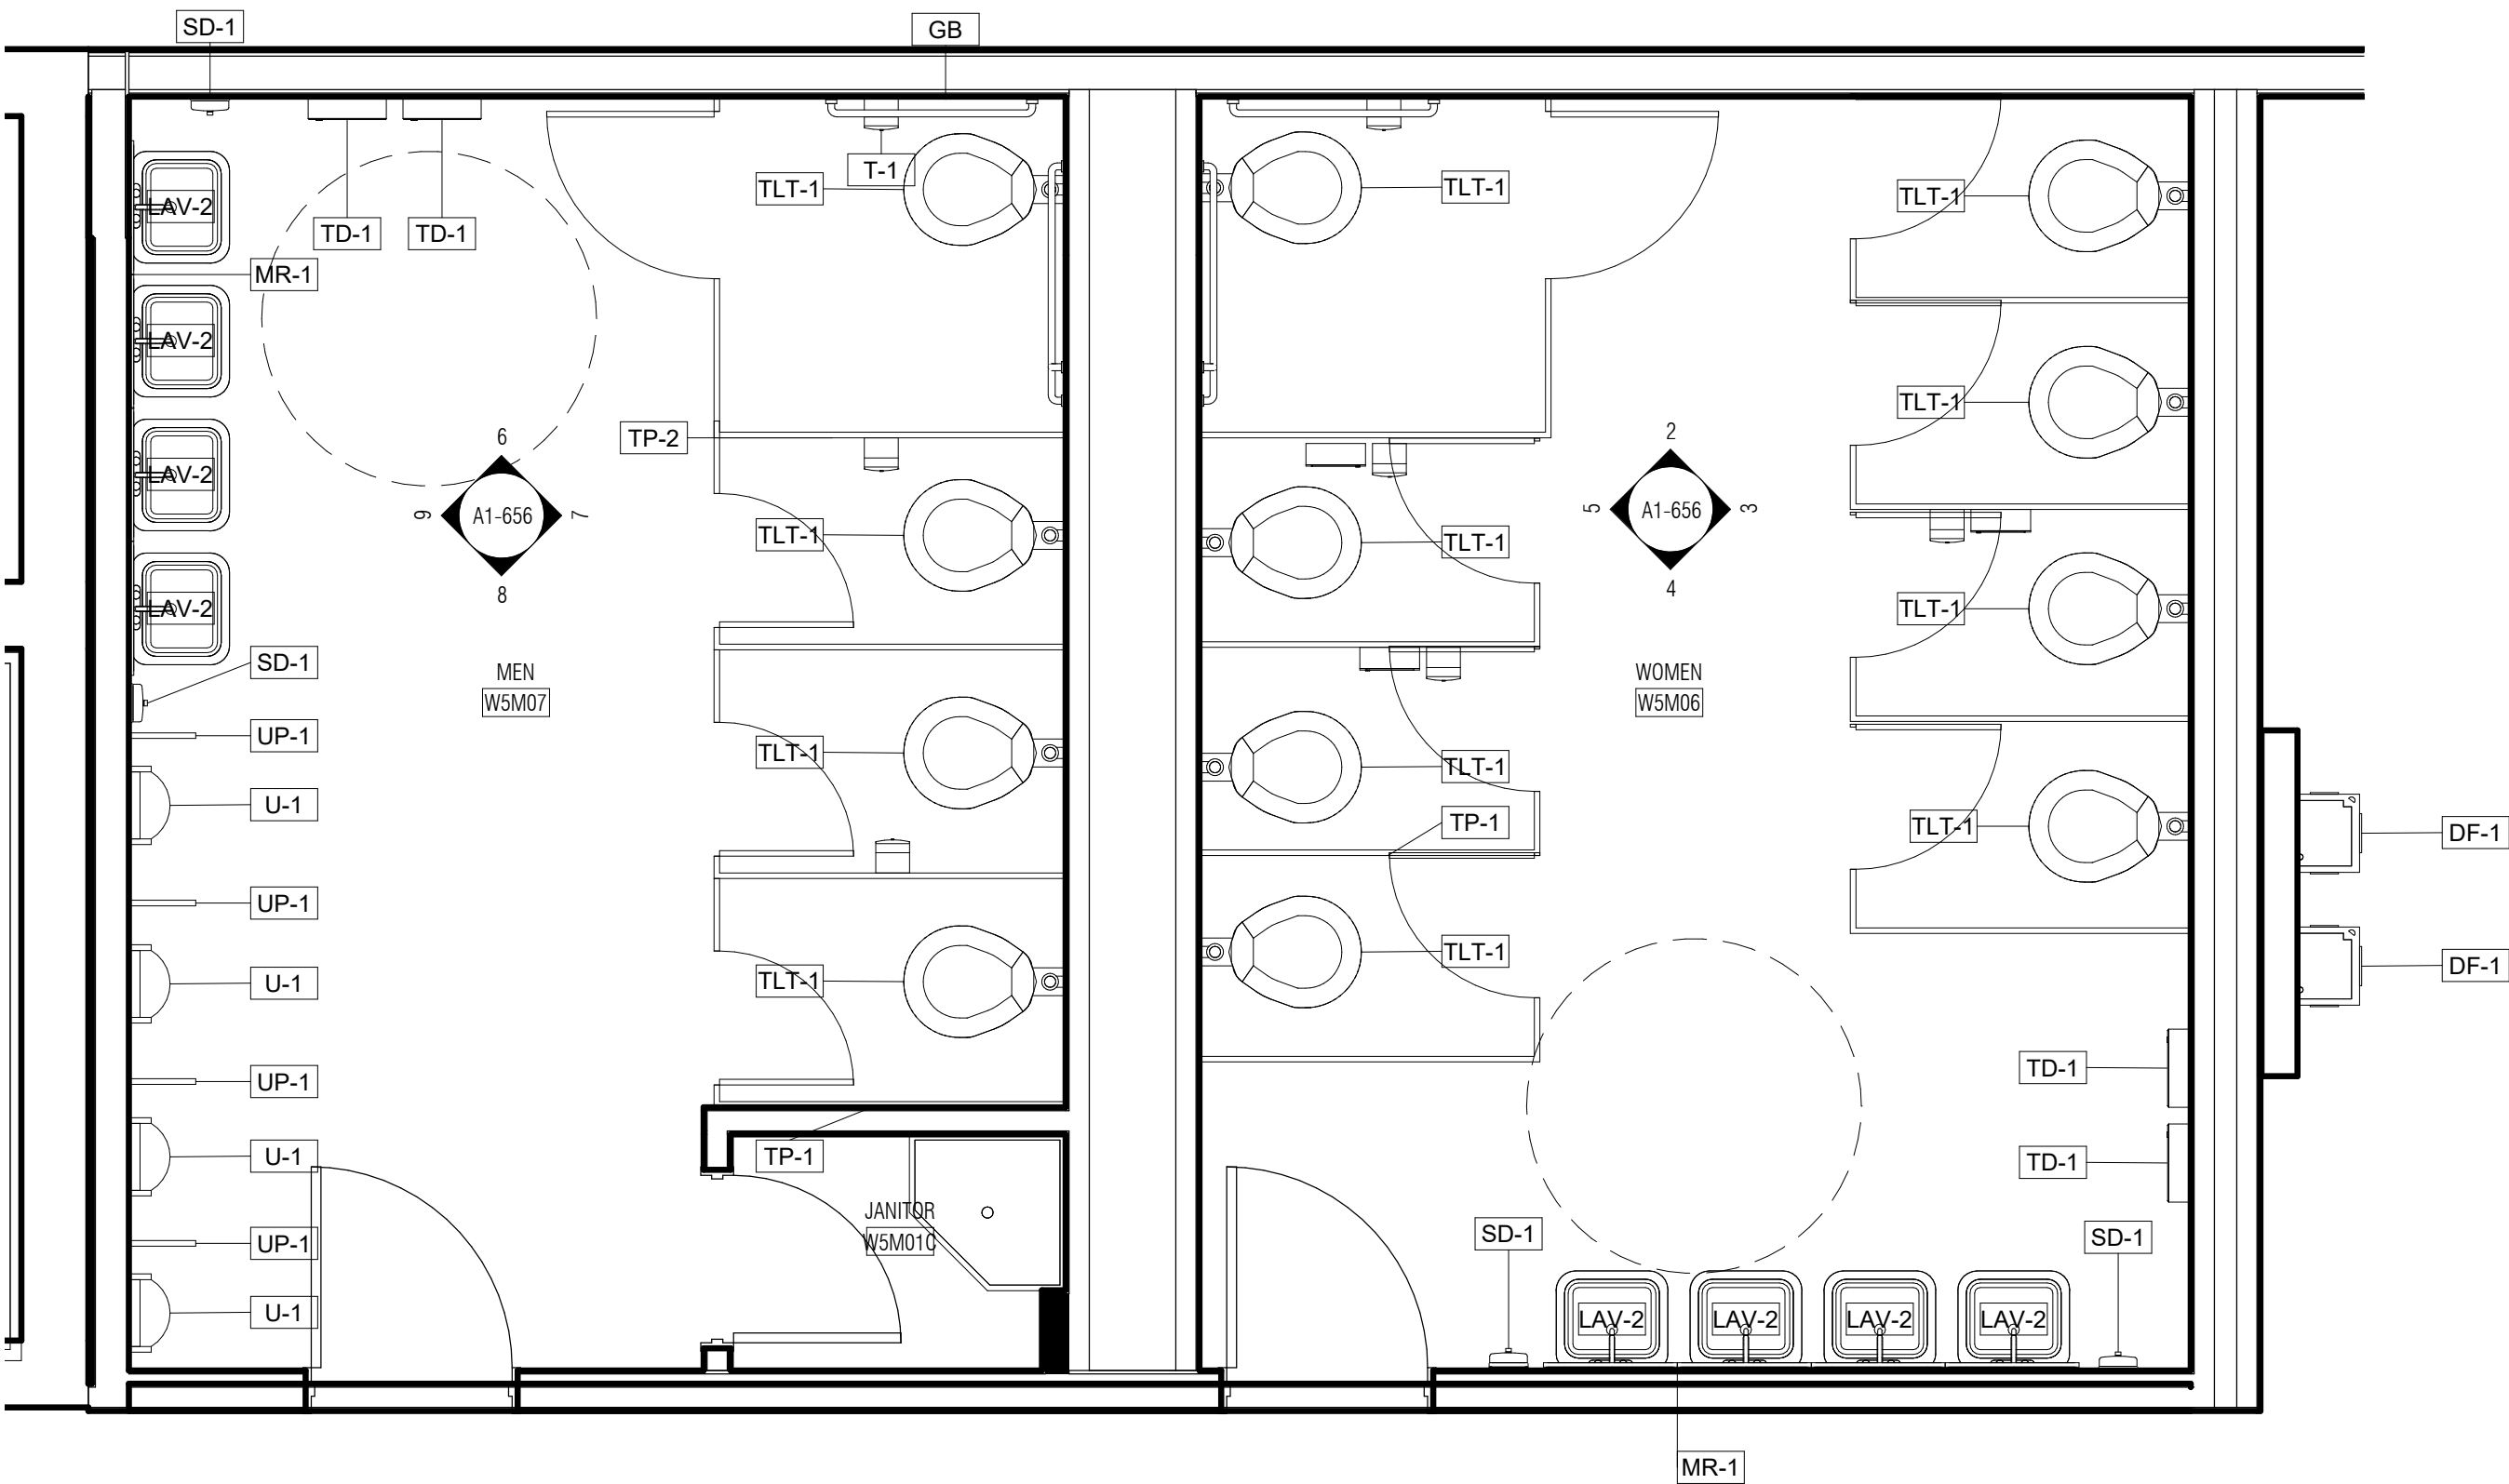 SD-1
GB
T-1
TLT-1
TLT-1
TLT-1
LAV-2
TD-1
TD-1
MR-1
LAV-2
TLT-1
TP-2
6
9
A1-656
7
8
2
5
A1-656
3
4
LAV-2
TLT-1
TLT-1
LAV-2
TLT-1
SD-1
MEN
W5M07
WOMEN
W5M06
UP-1
TLT-1
TLT-1
U-1
TP-1
TLT-1
DF-1
UP-1
TLT-1
TLT-1
DF-1
U-1
UP-1
TD-1
U-1
TP-1
TD-1
JANITOR
W5M01C
UP-1
SD-1
SD-1
U-1
LAV-2
LAV-2
LAV-2
LAV-2
MR-1